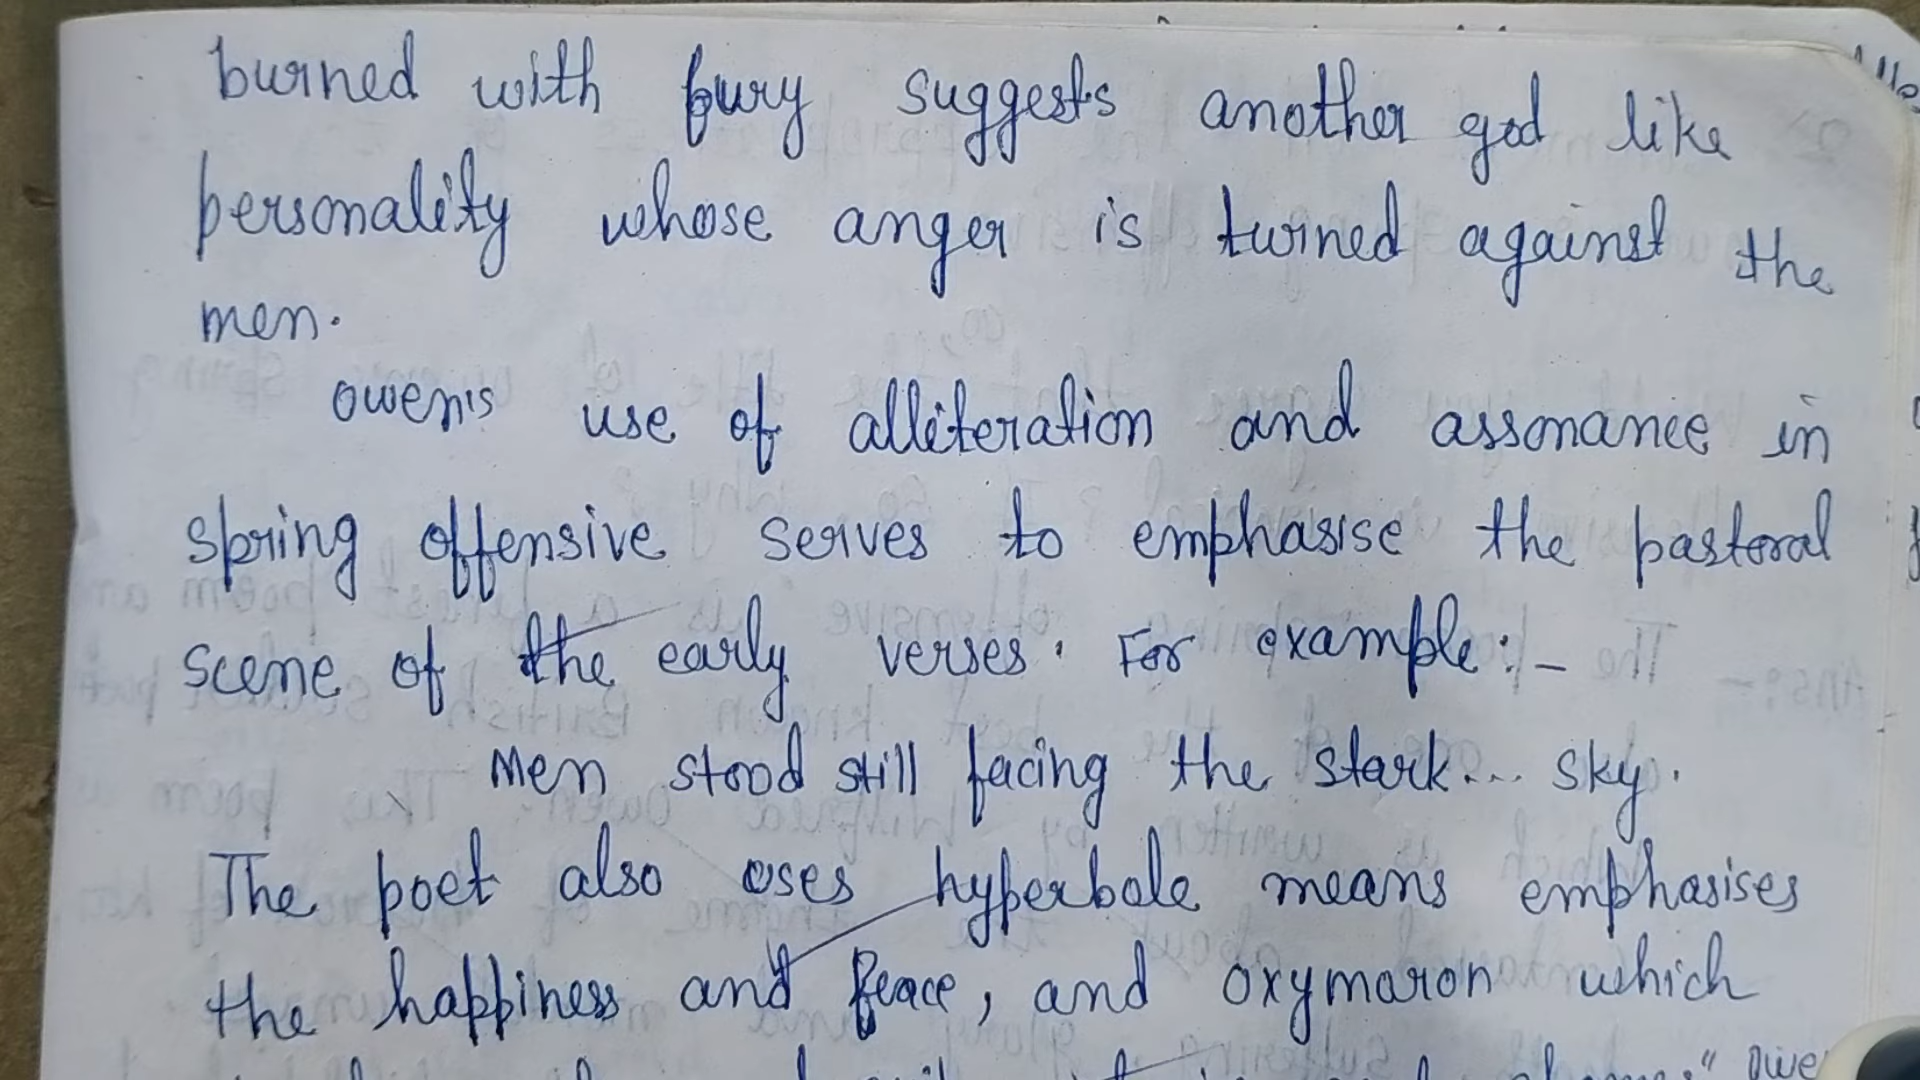 burned with fury suggests another god like
personality whose anger is turned against the
men.
Owen's use of alliteration and assonance in
spring offensive serves to emphasise the pastoral
scene of the early verses. For example:-
Men stood still facing the stark... sky.
The poet also uses hyperbole means emphasises
the happiness and peace, and oxymoron which